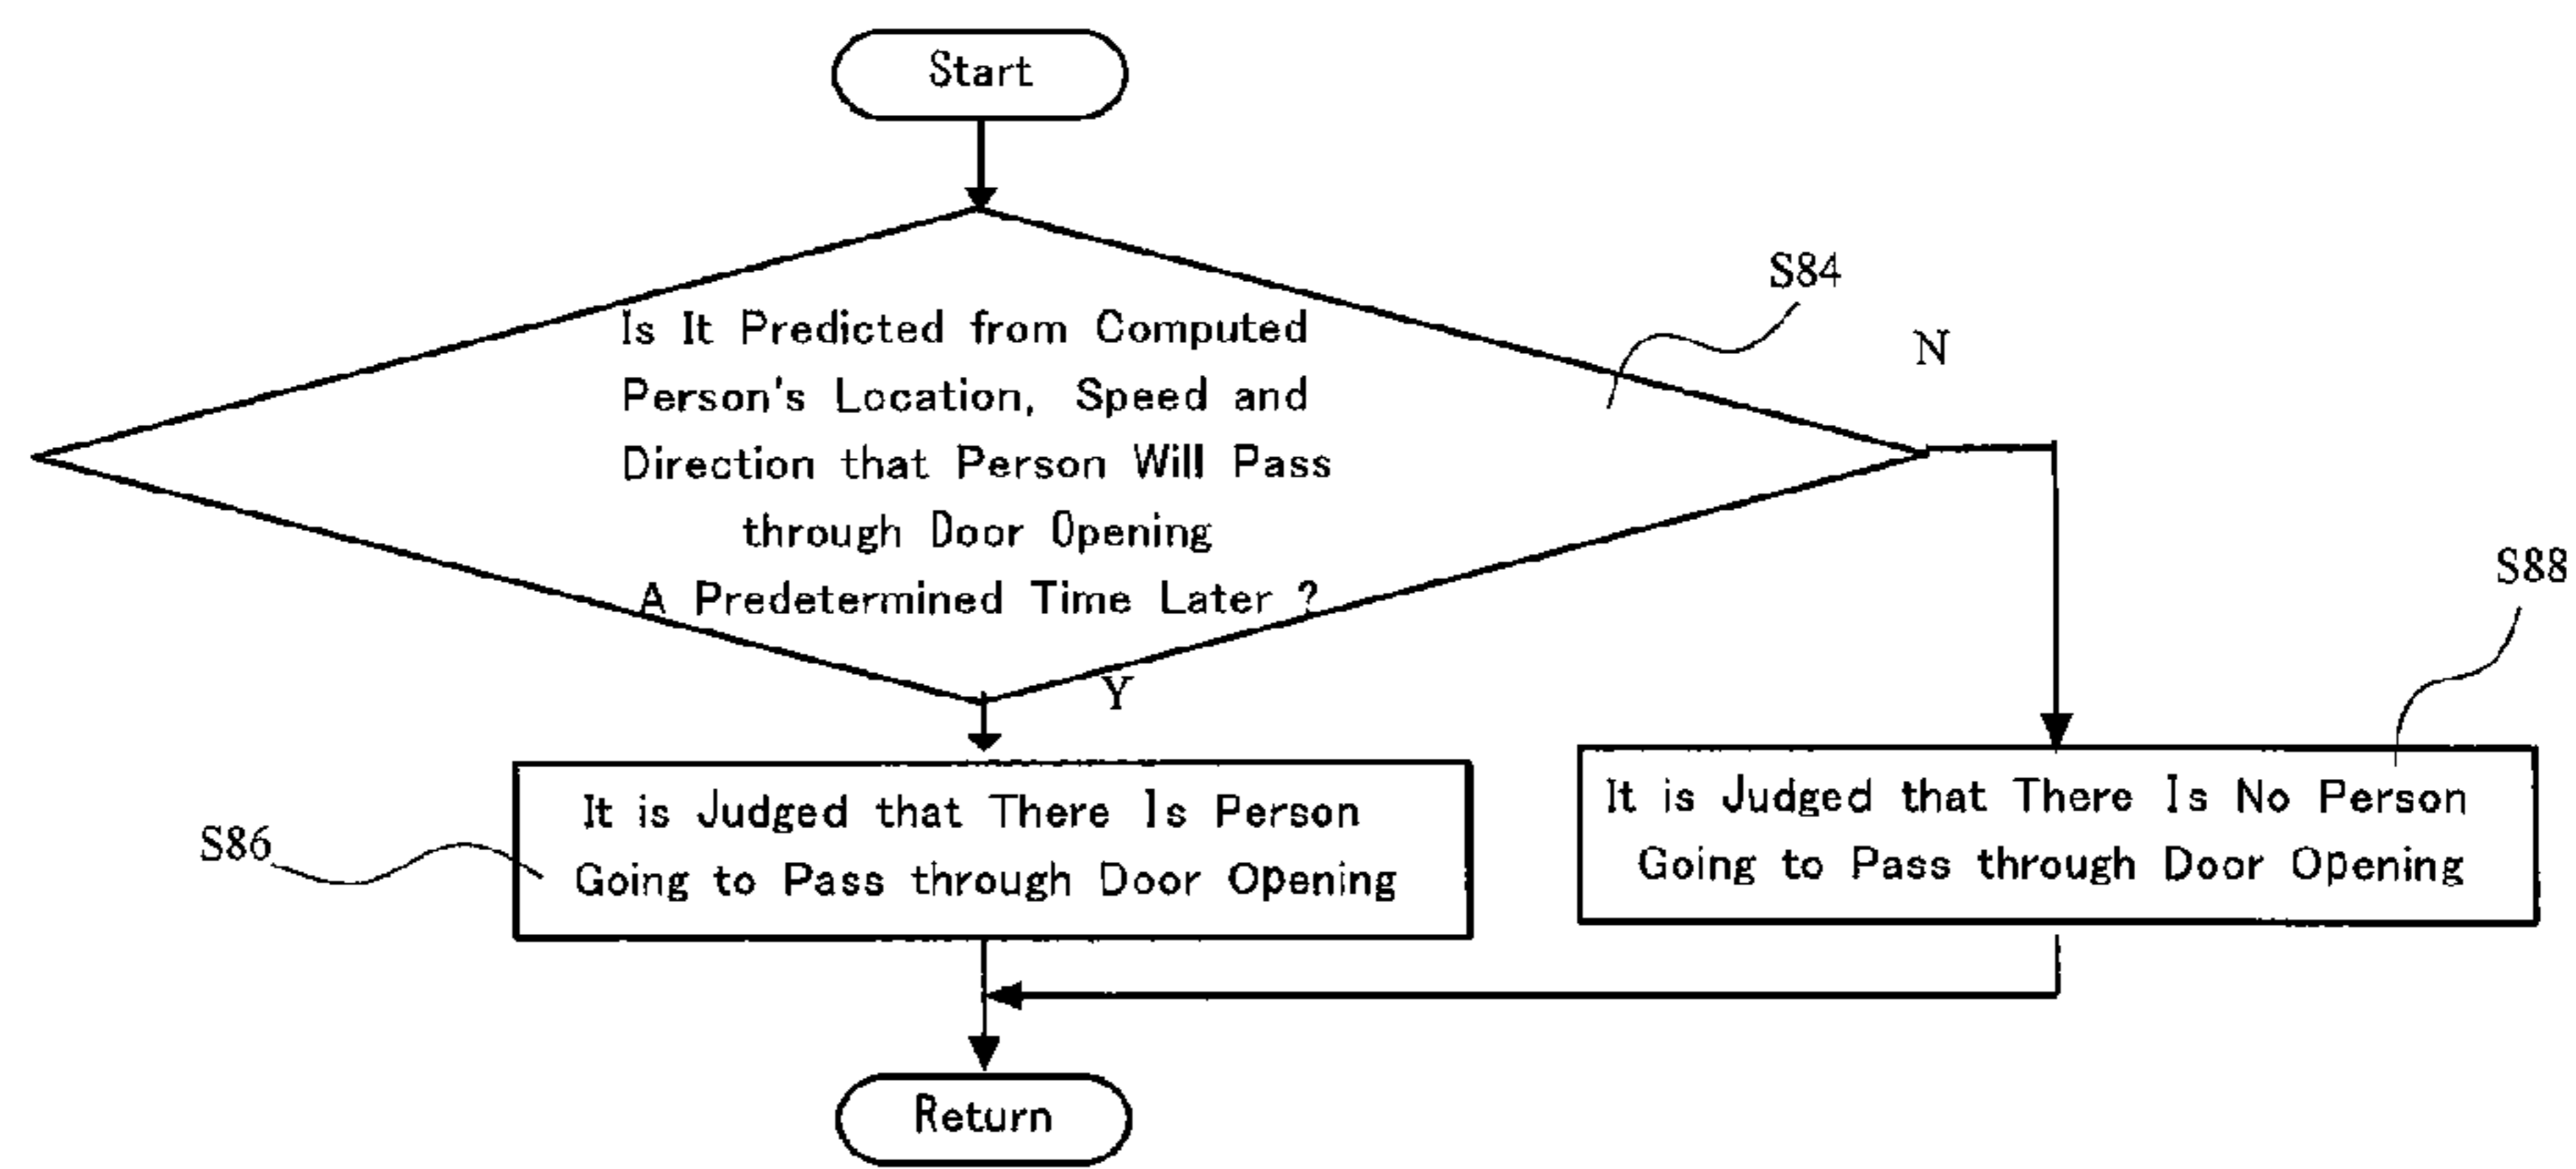 Start
S84
N
Is It Predicted from Computed
Person's Location, Speed and
Direction that Person Will Pass
through Door Opening
A Predetermined Time Later ?
Y
S88
It is Judged that There Is Person
Going to Pass through Door Opening
S86
It is Judged that There Is No Person
Going to Pass through Door Opening
Return